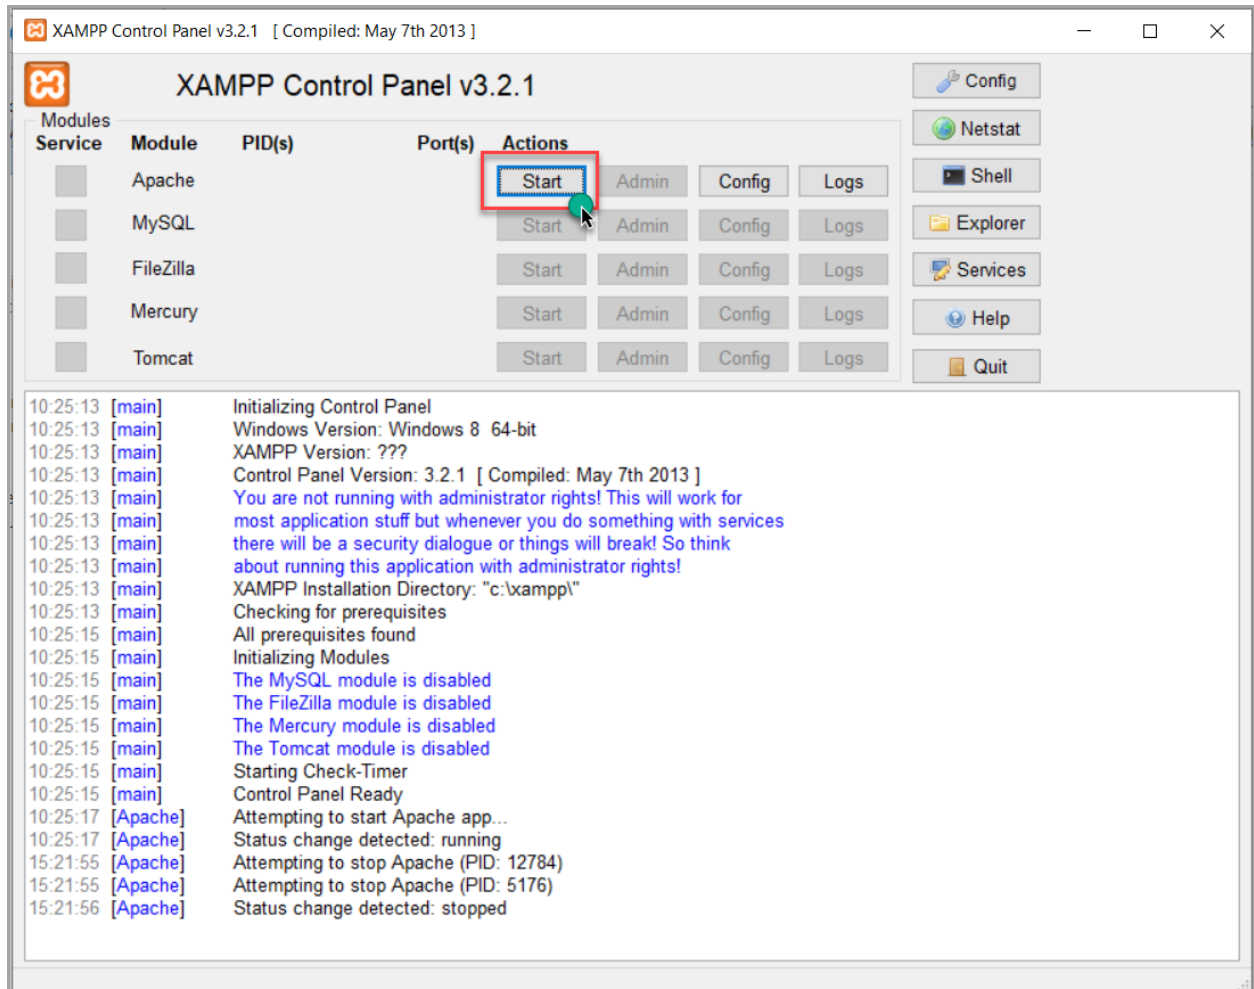 XAMPP Control Panel v3.2.1 [ Compiled: May 7th 2013 ]
XAMPP Control Panel v3.2.1
Config
Netstat
Shell
Explorer
Services
Help
Quit
Modules
Service Module PID(s) Port(s) Actions
Apache Start Admin Config Logs
MySQL Start Admin Config Logs
FileZilla Start Admin Config Logs
Mercury Start Admin Config Logs
Tomcat Start Admin Config Logs
10:25:13 [main] Initializing Control Panel
10:25:13 [main] Windows Version: Windows 8 64-bit
10:25:13 [main] XAMPP Version: ???
10:25:13 [main] Control Panel Version: 3.2.1 [ Compiled: May 7th 2013 ]
10:25:13 [main] You are not running with administrator rights! This will work for
10:25:13 [main] most application stuff but whenever you do something with services
10:25:13 [main] there will be a security dialogue or things will break! So think
10:25:13 [main] about running this application with administrator rights!
10:25:13 [main] XAMPP Installation Directory: "c:\xampp\"
10:25:13 [main] Checking for prerequisites
10:25:15 [main] All prerequisites found
10:25:15 [main] Initializing Modules
10:25:15 [main] The MySQL module is disabled
10:25:15 [main] The FileZilla module is disabled
10:25:15 [main] The Mercury module is disabled
10:25:15 [main] The Tomcat module is disabled
10:25:15 [main] Starting Check-Timer
10:25:15 [main] Control Panel Ready
10:25:17 [Apache] Attempting to start Apache app...
10:25:17 [Apache] Status change detected: running
15:21:55 [Apache] Attempting to stop Apache (PID: 12784)
15:21:55 [Apache] Attempting to stop Apache (PID: 5176)
15:21:56 [Apache] Status change detected: stopped